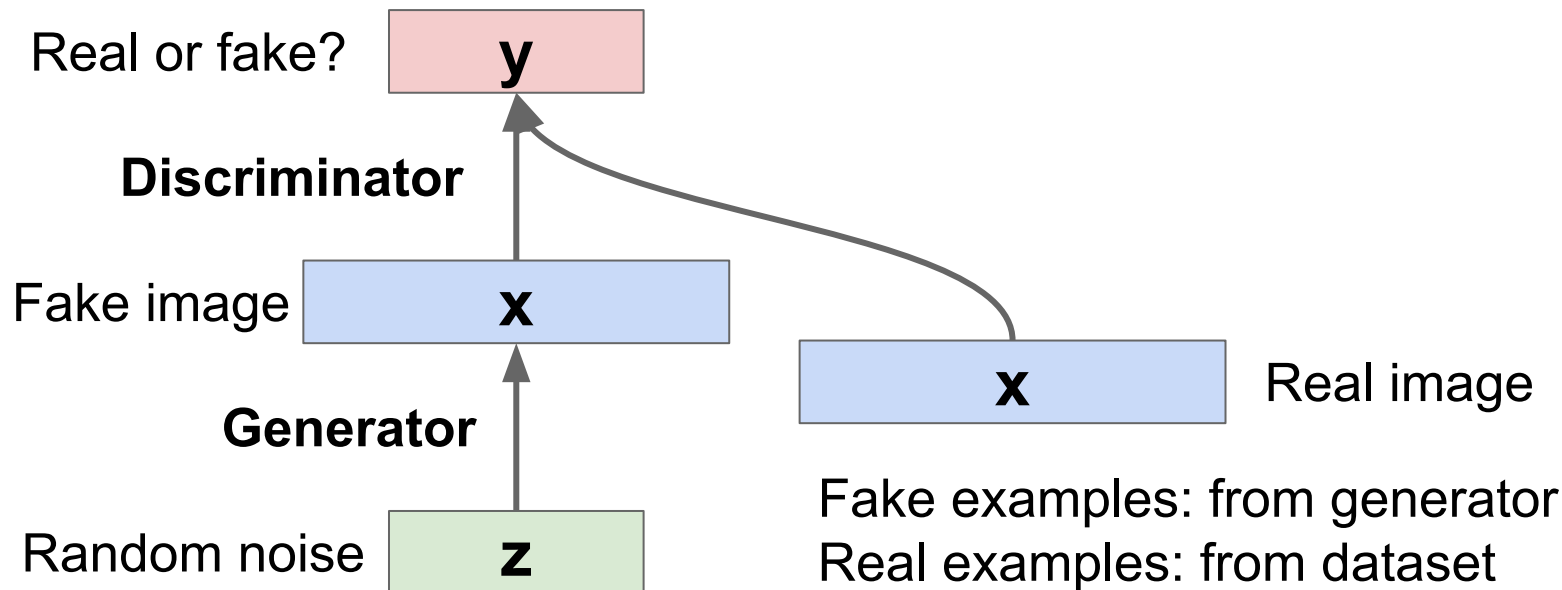 Real or fake?
y
Discriminator
Fake image
x
x
Real image
Generator
Fake examples: from generator
Real examples: from dataset
Random noise
z